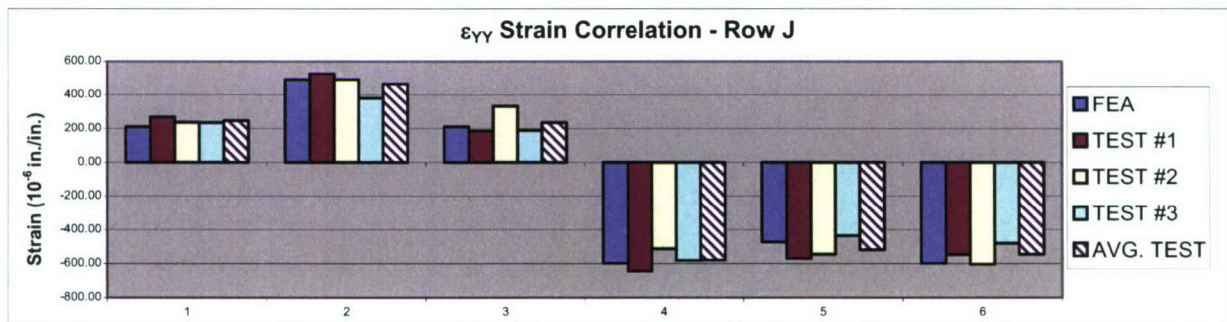 εYY Strain Correlation - Row J
Strain (10⁻⁶ in./in.)
600.00
400.00
200.00
0.00
-200.00
-400.00
-600.00
-800.00
1 2 3 4 5 6
FEA
TEST #1
TEST #2
TEST #3
AVG. TEST